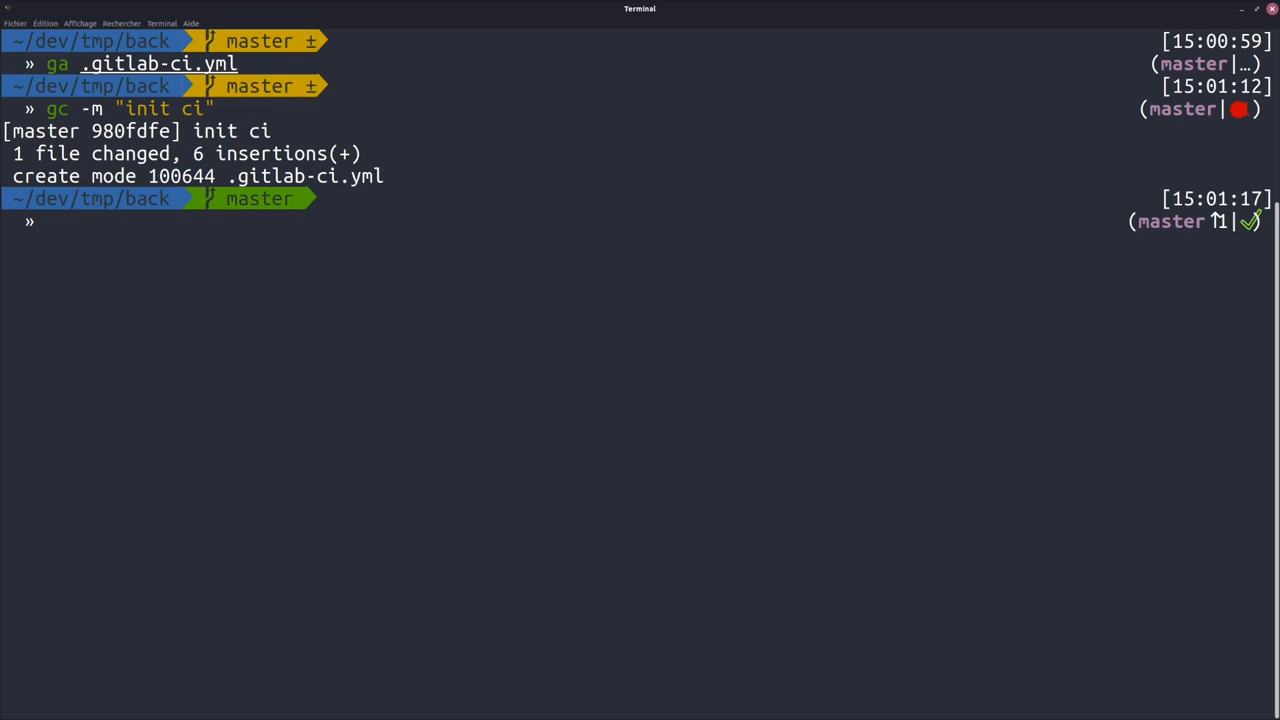 Terminal
Fichier Édition Affichage Rechercher Terminal Aide
~/dev/tmp/back master ± [15:00:59]
» ga .gitlab-ci.yml (master|…)
~/dev/tmp/back master ± [15:01:12]
» gc -m "init ci" (master|●)
[master 980fdfe] init ci
1 file changed, 6 insertions(+)
create mode 100644 .gitlab-ci.yml
~/dev/tmp/back master [15:01:17]
» (master↑1|✔)